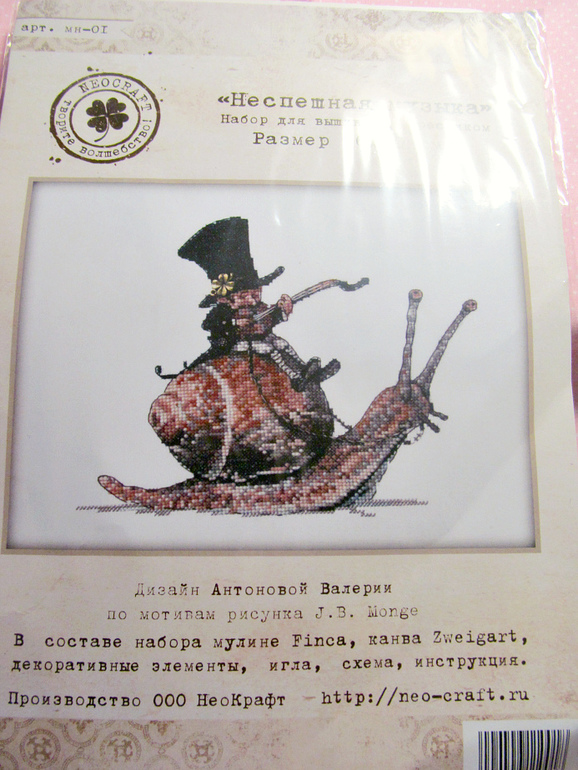 арт. мн-01
NEOCRAFT
творите волшебство!
«Неспешная
Набор для
Размер
Дизайн Антоновой Валерии
по мотивам рисунка J.B. Monge
В составе набора мулине Finca, канва Zweigart,
декоративные элементы, игла, схема, инструкция.
Производство ООО НеоКрафт - http://neo-craft.ru